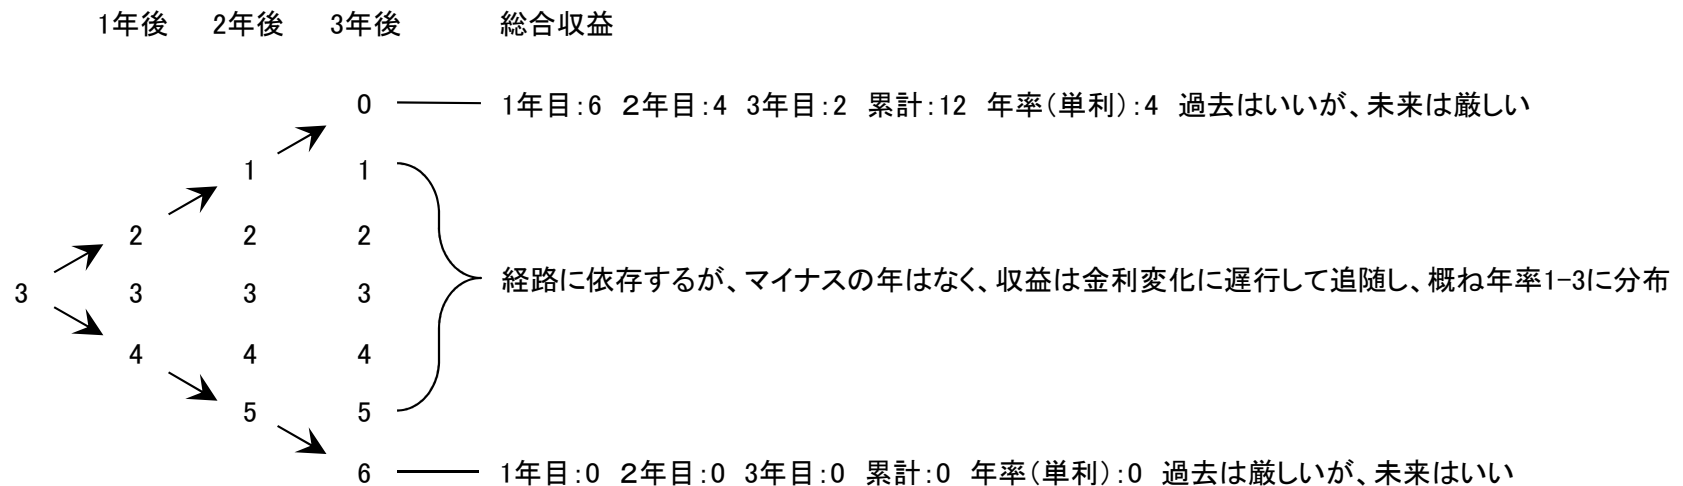 1年後 2年後 3年後 総合収益
0 1年目:6 2年目:4 3年目:2 累計:12 年率(単利):4 過去はいいが、未来は厳しい
1 1
2 2 2
経路に依存するが、マイナスの年はなく、収益は金利変化に遅行して追随し、概ね年率1-3に分布
3 3 3 3
4 4 4
5 5
6 1年目:0 2年目:0 3年目:0 累計:0 年率(単利):0 過去は厳しいが、未来はいい